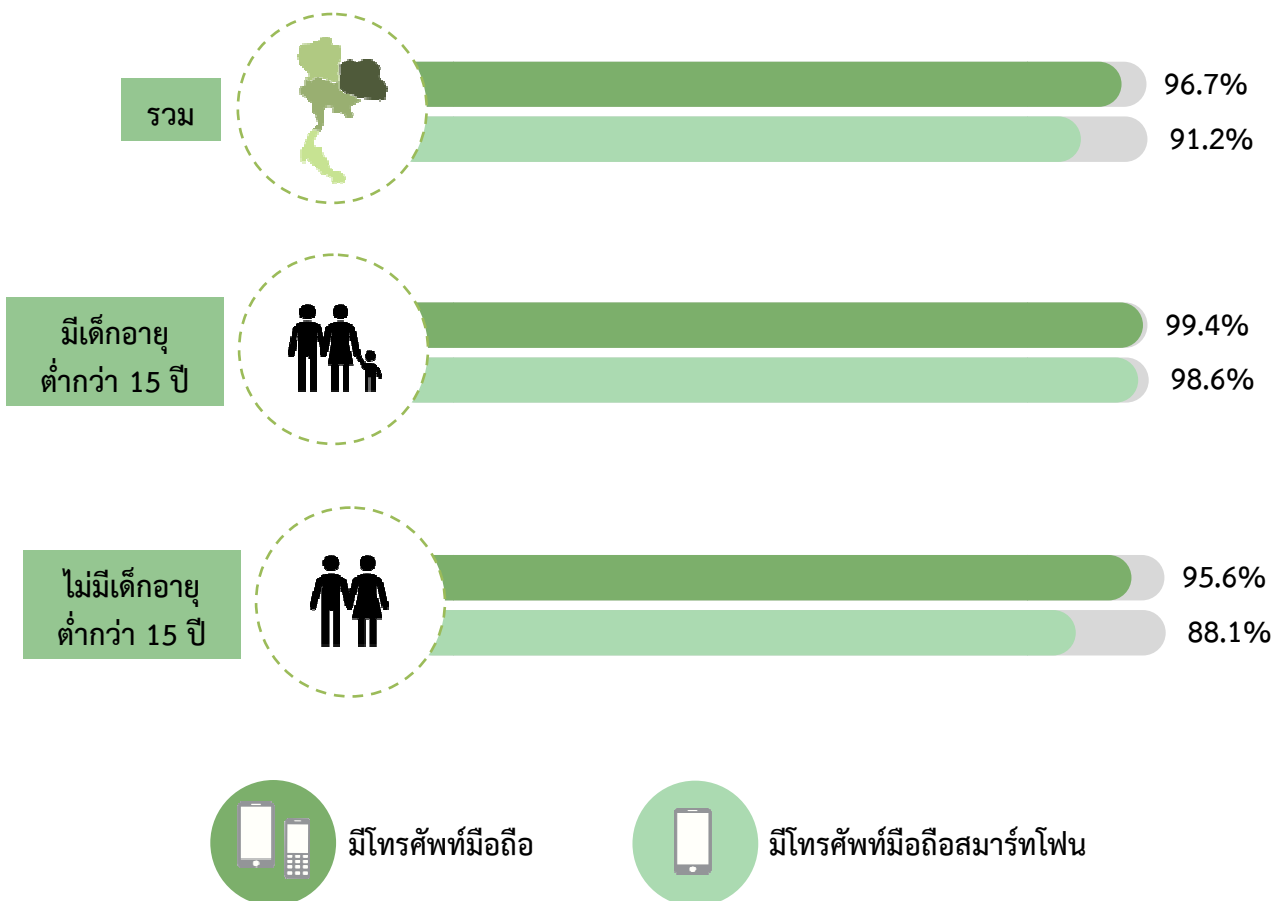 รวม
96.7%
91.2%
มีเด็กอายุ
ต่ำกว่า 15 ปี
99.4%
98.6%
ไม่มีเด็กอายุ
ต่ำกว่า 15 ปี
95.6%
88.1%
มีโทรศัพท์มือถือ
มีโทรศัพท์มือถือสมาร์ทโฟน